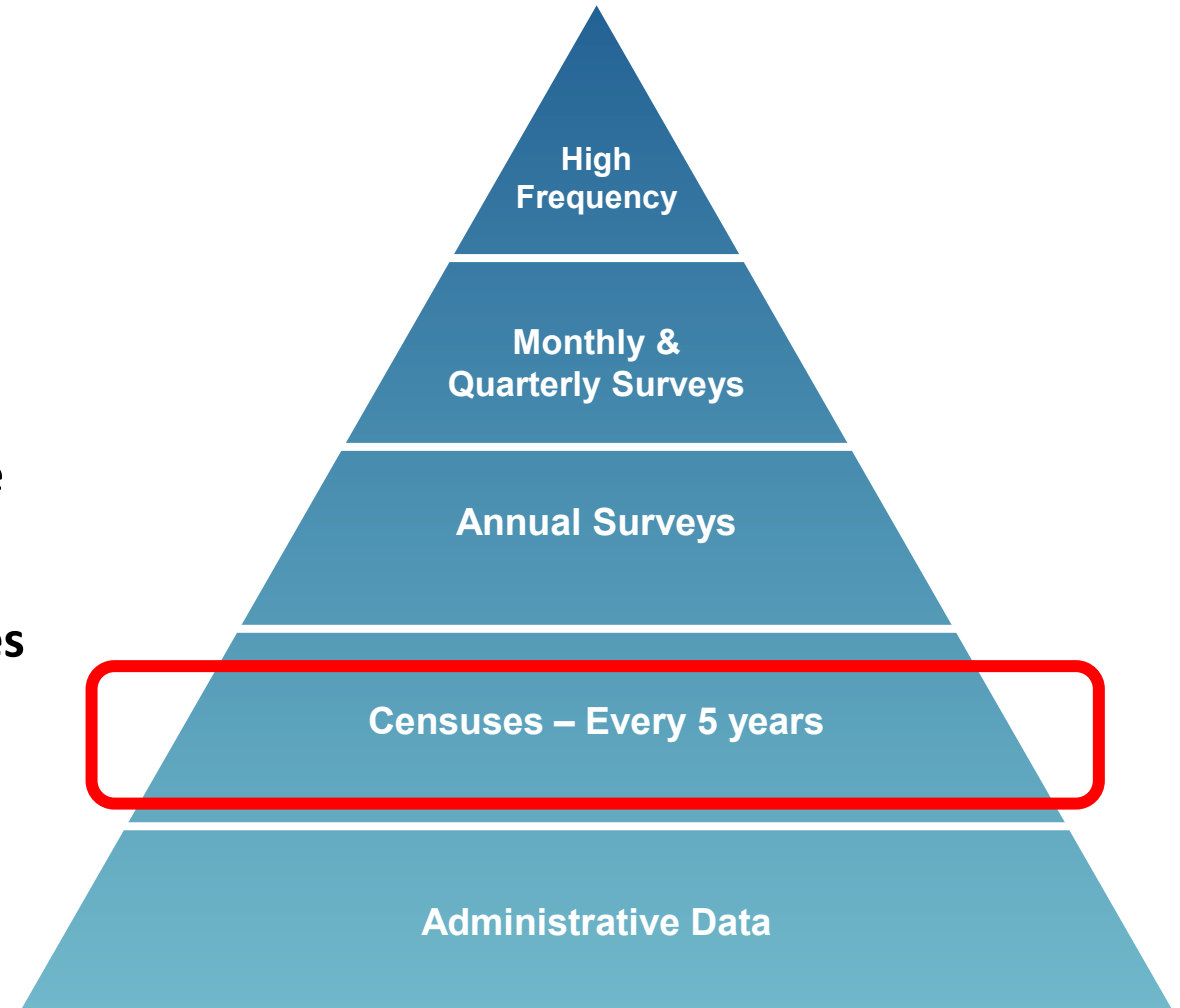 High
Frequency
Monthly &
Quarterly Surveys
Annual Surveys
Censuses – Every 5 years
Administrative Data